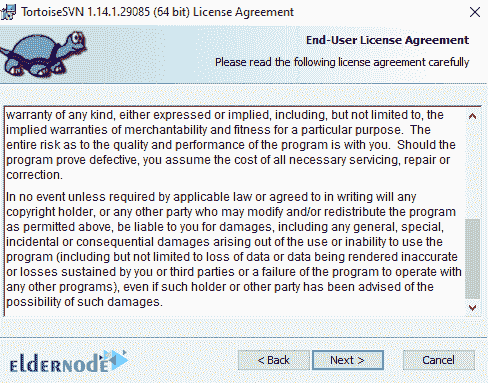 TortoiseSVN 1.14.1.29085 (64 bit) License Agreement
End-User License Agreement
Please read the following license agreement carefully
warranty of any kind, either expressed or implied, including, but not limited to, the
implied warranties of merchantability and fitness for a particular purpose.  The
entire risk as to the quality and performance of the program is with you.  Should the
program prove defective, you assume the cost of all necessary servicing, repair or
correction.
In no event unless required by applicable law or agreed to in writing will any
copyright holder, or any other party who may modify and/or redistribute the program
as permitted above, be liable to you for damages, including any general, special,
incidental or consequential damages arising out of the use or inability to use the
program (including but not limited to loss of data or data being rendered inaccurate
or losses sustained by you or third parties or a failure of the program to operate with
any other programs), even if such holder or other party has been advised of the
possibility of such damages.
eldernode
< Back
Next >
Cancel